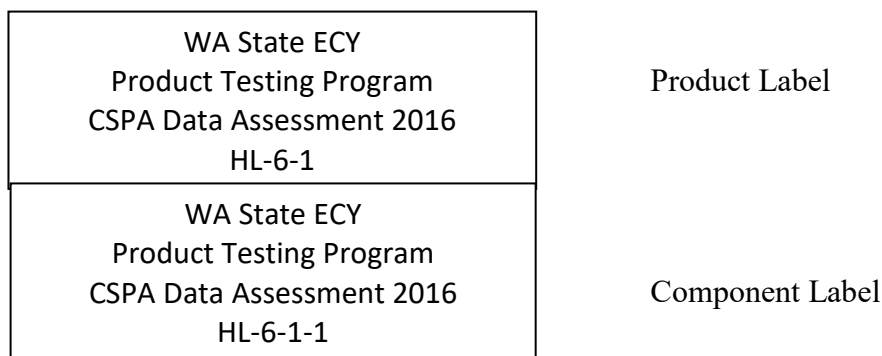 WA State ECY
Product Testing Program
CSPA Data Assessment 2016
HL-6-1
Product Label
WA State ECY
Product Testing Program
CSPA Data Assessment 2016
HL-6-1-1
Component Label